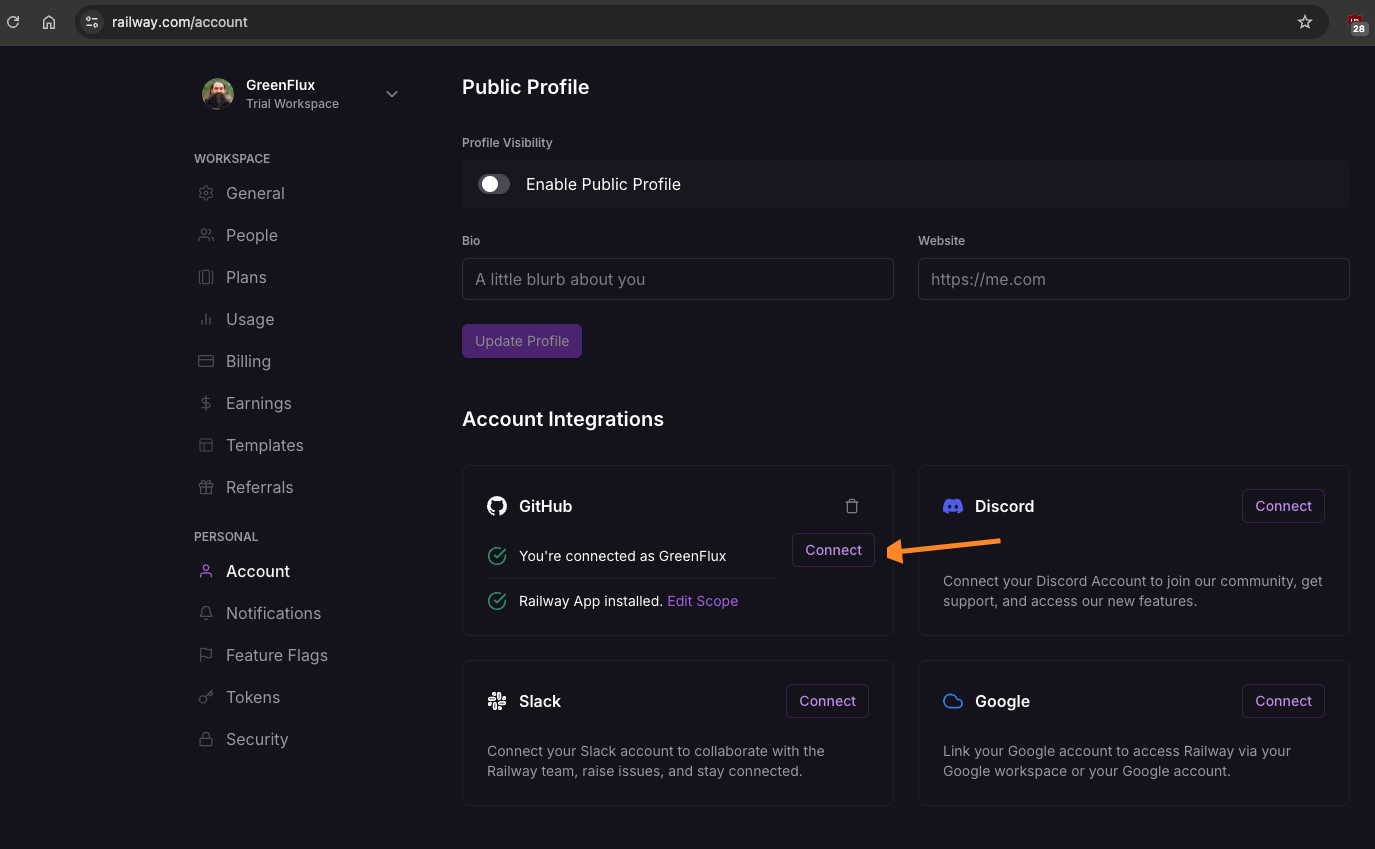 railway.com/account
28
GreenFlux
Trial Workspace
WORKSPACE
General
People
Plans
Usage
Billing
Earnings
Templates
Referrals
PERSONAL
Account
Notifications
Feature Flags
Tokens
Security
Public Profile
Profile Visibility
Enable Public Profile
Bio
Website
A little blurb about you
https://me.com
Update Profile
Account Integrations
GitHub
You're connected as GreenFlux
Connect
Railway App installed. Edit Scope
Discord
Connect
Connect your Discord Account to join our community, get
support, and access our new features.
Slack
Connect
Connect your Slack account to collaborate with the
Railway team, raise issues, and stay connected.
Google
Connect
Link your Google account to access Railway via your
Google workspace or your Google account.